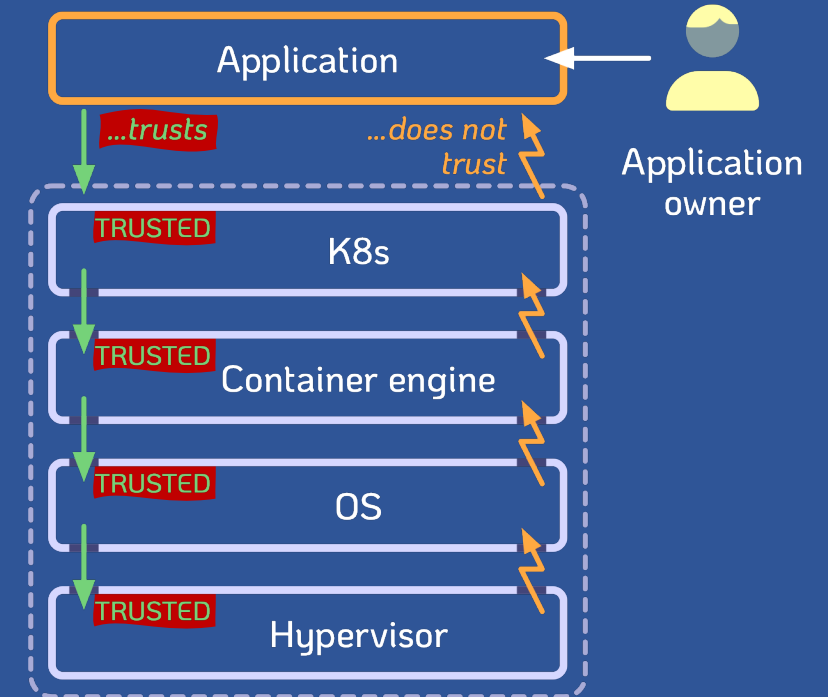 Application
...trusts
...does not
trust
Application
owner
TRUSTED
K8s
TRUSTED
Container engine
TRUSTED
OS
TRUSTED
Hypervisor